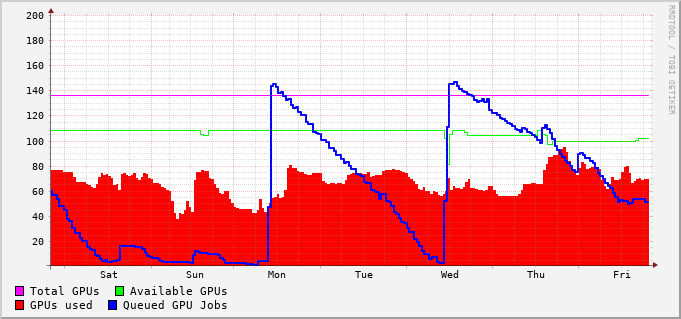 200
180
160
140
120
100
80
60
40
20
Sat Sun Mon Tue Wed Thu Fri
Total GPUs Available GPUs
GPUs used Queued GPU Jobs
RRDTOOL / TOBI OETIKER